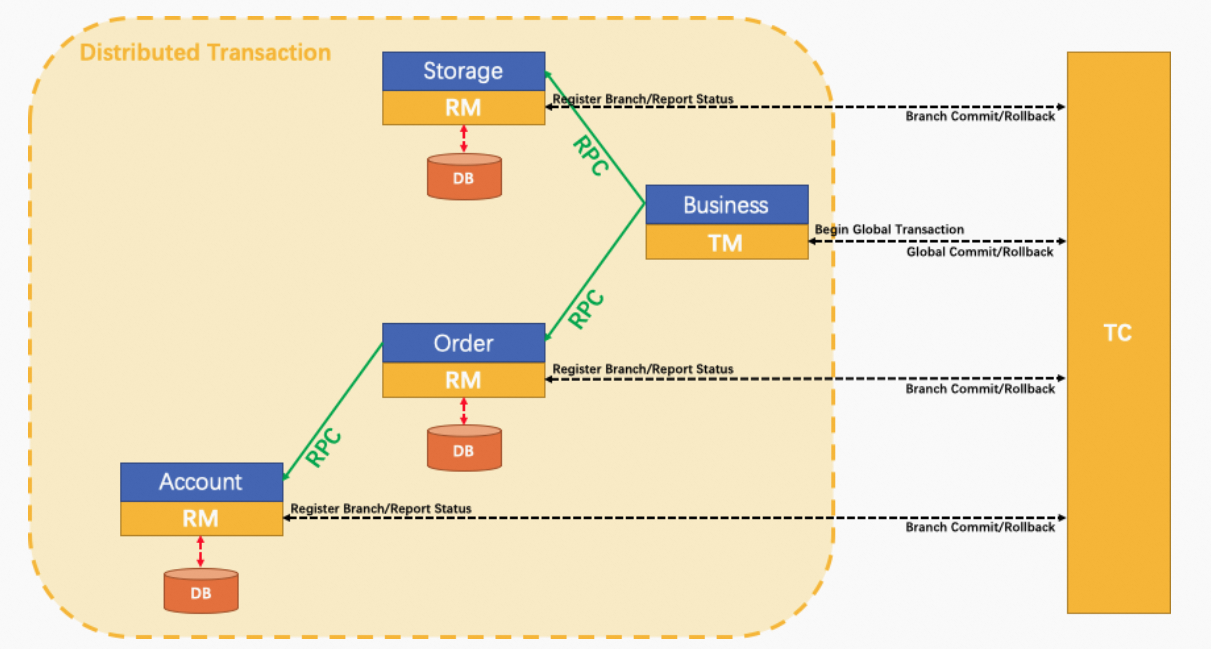 Distributed Transaction
Storage
RM
DB
Register Branch/Report Status
Branch Commit/Rollback
RPC
Business
TM
Begin Global Transaction
Global Commit/Rollback
TC
RPC
Order
RM
DB
Register Branch/Report Status
Branch Commit/Rollback
RPC
Account
RM
DB
Register Branch/Report Status
Branch Commit/Rollback